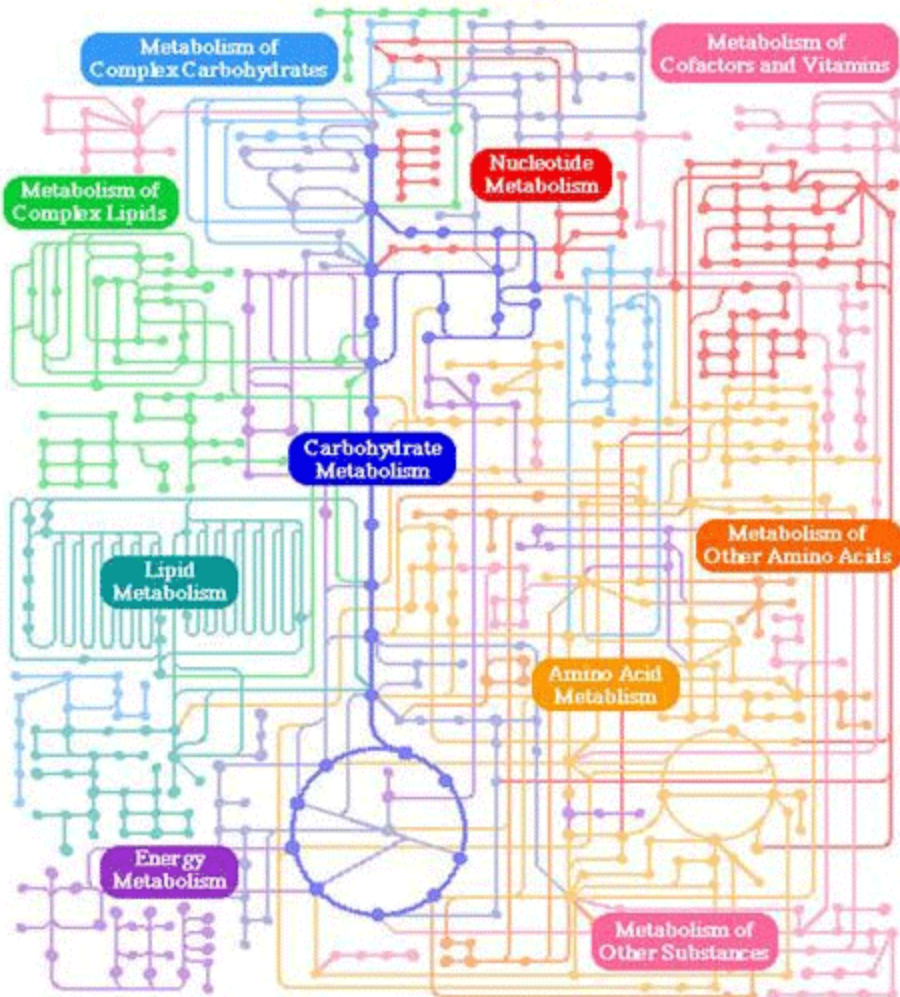 Metabolism of
Complex Carbohydrates
Metabolism of
Cofactors and Vitamins
Nucleotide
Metabolism
Metabolism of
Complex Lipids
Carbohydrate
Metabolism
Metabolism of
Other Amino Acids
Lipid
Metabolism
Amino Acid
Metablism
Energy
Metabolism
Metabolism of
Other Substances